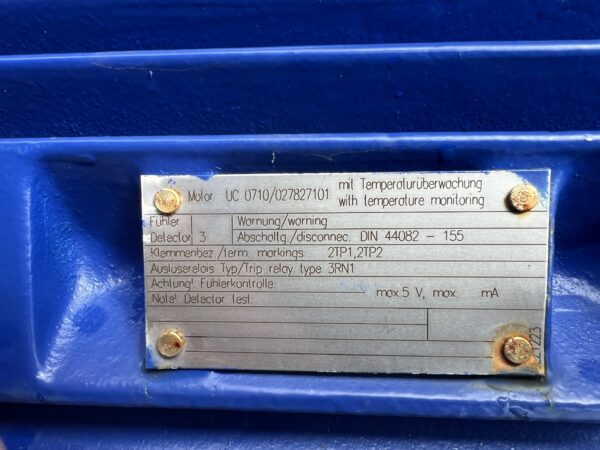 Motor UC 0710/027827101 mit Temperaturüberwachung
with temperature monitoring
Fühler Warnung/warning
Detector 3 Abschaltg./disconnec. DIN 44082 - 155
Klemmenbez./term. markings 2TP1,2TP2
Auslöserelais Typ/Trip relay type 3RN1
Achtung! Fühlerkontrolle
Note! Detector test: max.5 V, max mA